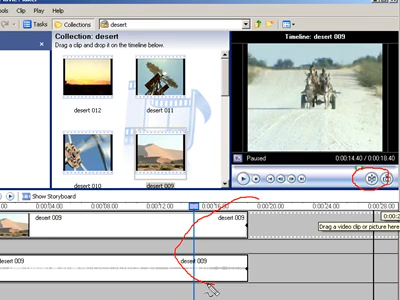 Clip Play Help
Tasks Collections desert
Collection: desert
Drag a clip and drop it on the timeline below.
desert 012 desert 011
desert 010 desert 009
Timeline: desert 009
Paused 0:00:14.40 / 0:00:18.40
Show Storyboard
0:00:04.00 0:00:08.00 0:00:12.00 0:00:16.00 0:00:20.00 0:00:24.00 0:00:28.00
desert 009 desert 009
Drag a video clip or picture here
desert 009 desert 009